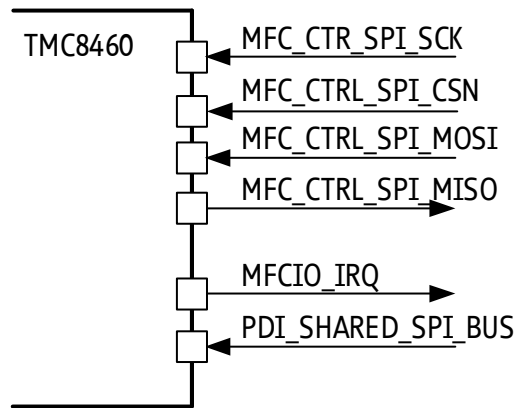 TMC8460
MFC_CTR_SPI_SCK
MFC_CTRL_SPI_CSN
MFC_CTRL_SPI_MOSI
MFC_CTRL_SPI_MISO
MFCIO_IRQ
PDI_SHARED_SPI_BUS